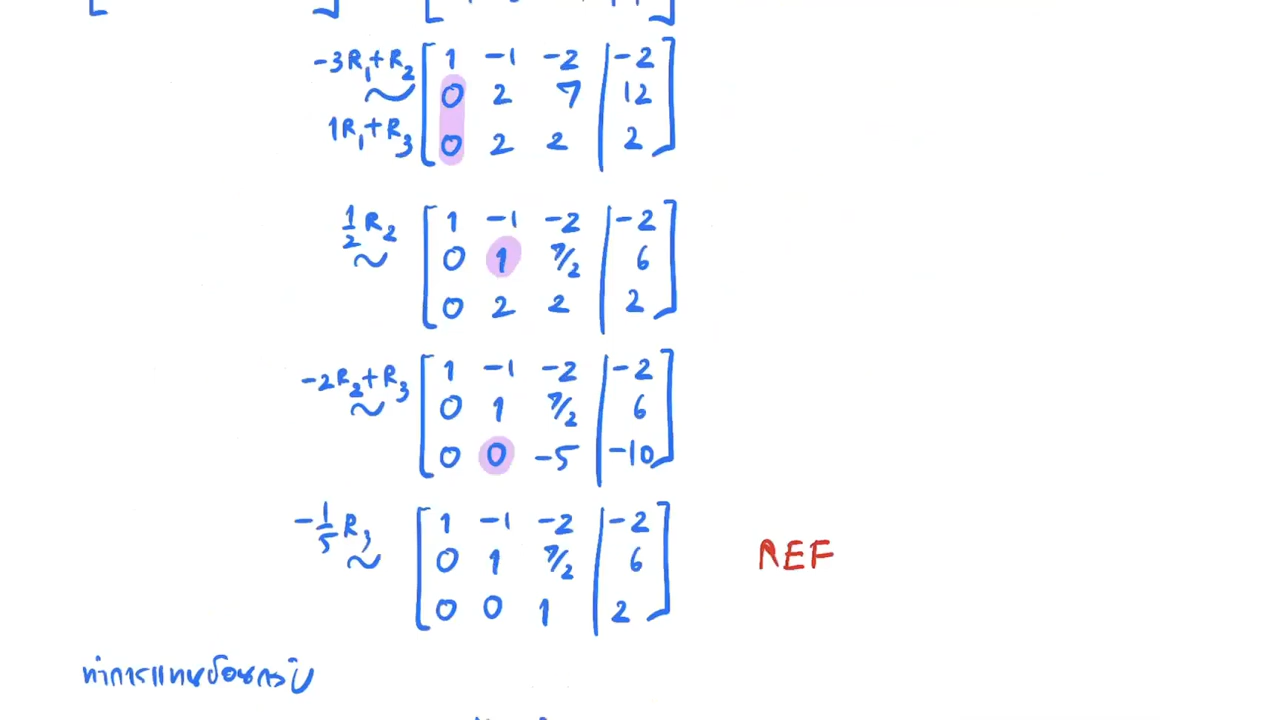 -3R₁+R₂ [ 1 -1 -2 | -2 ]
~ [ 0 2 7 | 12 ]
1R₁+R₃ [ 0 2 2 | 2 ]
½R₂ [ 1 -1 -2 | -2 ]
~ [ 0 1 7/2 | 6 ]
[ 0 2 2 | 2 ]
-2R₂+R₃ [ 1 -1 -2 | -2 ]
~ [ 0 1 7/2 | 6 ]
[ 0 0 -5 | -10 ]
-1/5 R₃ [ 1 -1 -2 | -2 ]
~ [ 0 1 7/2 | 6 ] REF
[ 0 0 1 | 2 ]
ทำการแทนย้อนกลับ